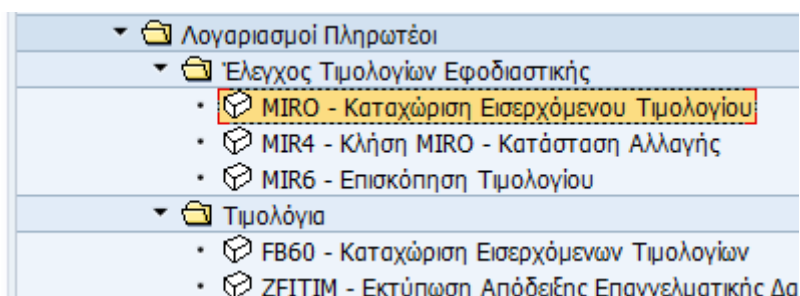 Λογαριασμοί Πληρωτέοι
Έλεγχος Τιμολογίων Εφοδιαστικής
MIRO - Καταχώριση Εισερχόμενου Τιμολογίου
MIR4 - Κλήση MIRO - Κατάσταση Αλλαγής
MIR6 - Επισκόπηση Τιμολογίου
Τιμολόγια
FB60 - Καταχώριση Εισερχόμενων Τιμολογίων
ZFITIM - Εκτύπωση Απόδειξης Επαγγελματικής Δα